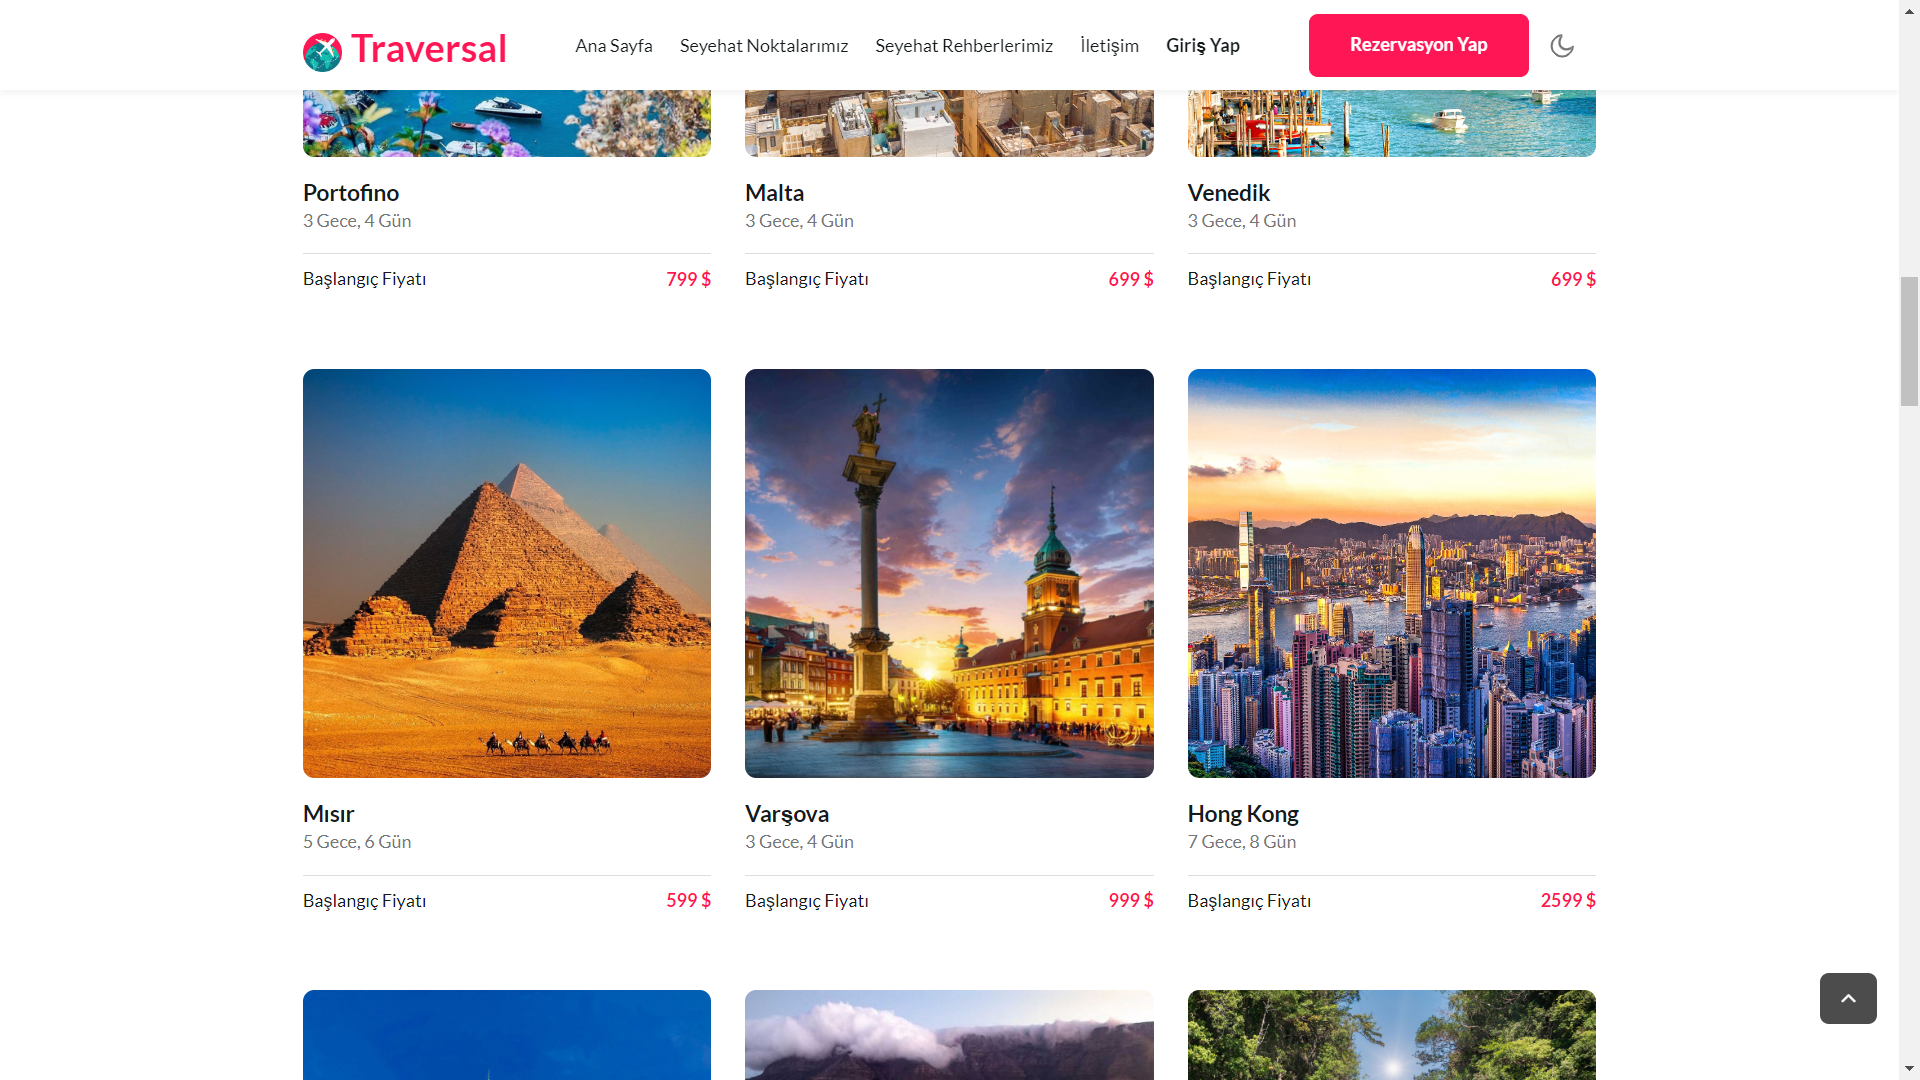 Traversal
Ana Sayfa
Seyehat Noktalarımız
Seyehat Rehberlerimiz
İletişim
Giriş Yap
Rezervasyon Yap
Portofino
3 Gece, 4 Gün
Başlangıç Fiyatı
799 $
Malta
3 Gece, 4 Gün
Başlangıç Fiyatı
699 $
Venedik
3 Gece, 4 Gün
Başlangıç Fiyatı
699 $
Mısır
5 Gece, 6 Gün
Başlangıç Fiyatı
599 $
Varşova
3 Gece, 4 Gün
Başlangıç Fiyatı
999 $
Hong Kong
7 Gece, 8 Gün
Başlangıç Fiyatı
2599 $